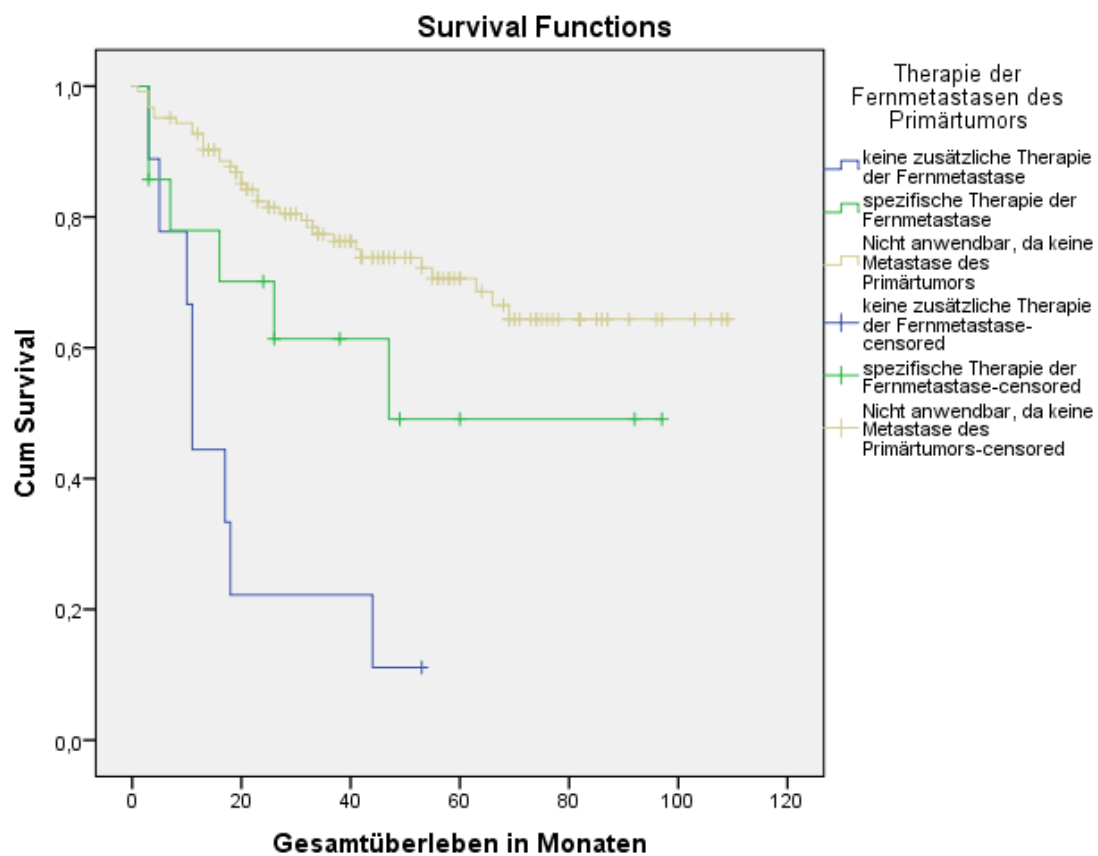 Survival Functions
Therapie der
Fernmetastasen des
Primärtumors
keine zusätzliche Therapie
der Fernmetastase
spezifische Therapie der
Fernmetastase
Nicht anwendbar, da keine
Metastase des
Primärtumors
keine zusätzliche Therapie
der Fernmetastase-
censored
spezifische Therapie der
Fernmetastase-censored
Nicht anwendbar, da keine
Metastase des
Primärtumors-censored
Cum Survival
1,0
0,8
0,6
0,4
0,2
0,0
0 20 40 60 80 100 120
Gesamtüberleben in Monaten